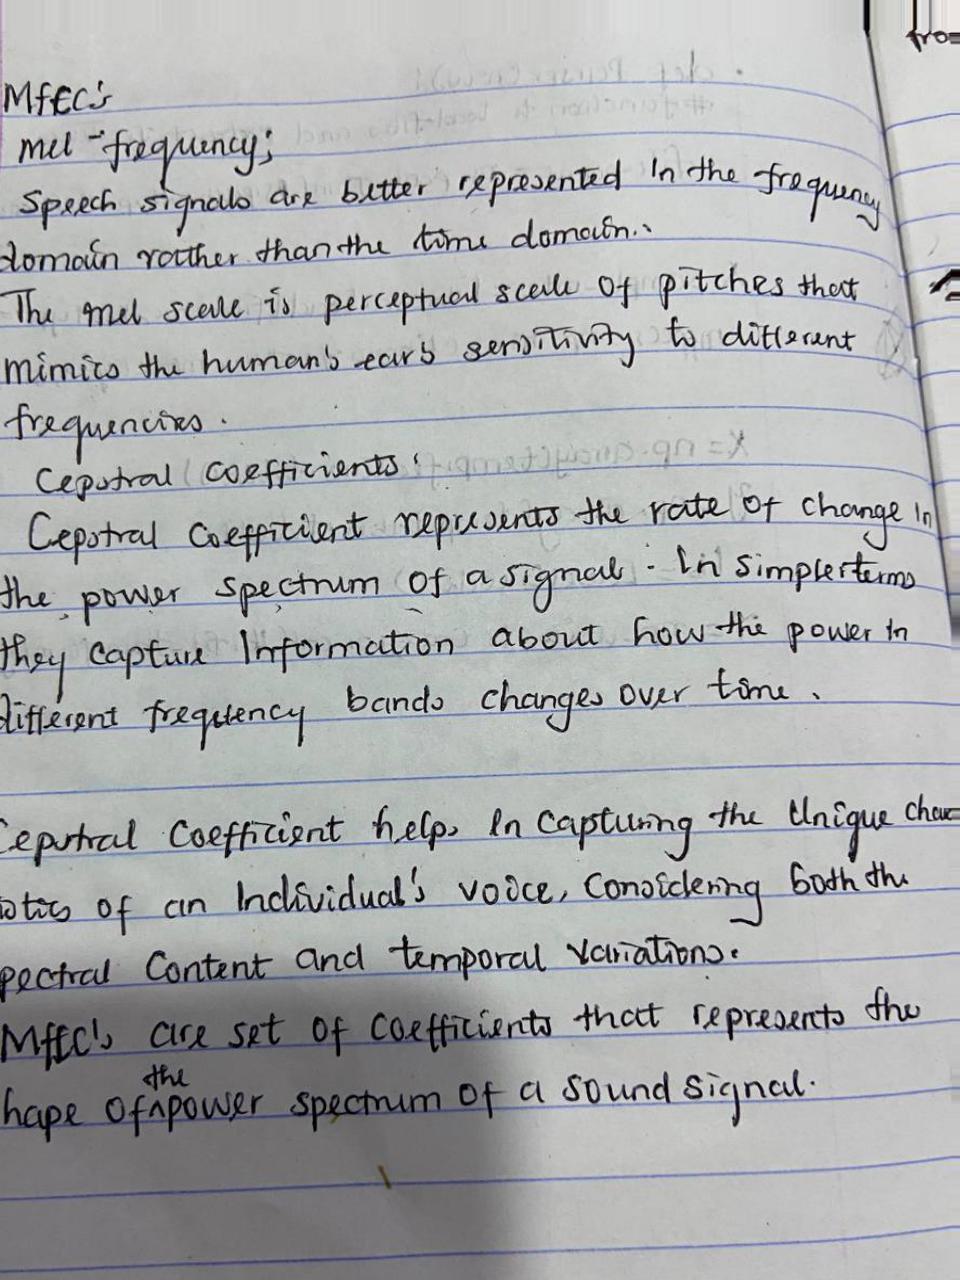 MFCC's
mel-frequency;
Speech signals are better represented in the frequency
domain rather than the time domain.
The mel scale is perceptual scale of pitches that
mimics the human's ear's sensitivity to different
frequencies.
Cepstral coefficients:
Cepstral Coefficient represents the rate of change in
the power spectrum of a signal. In simpler terms
they capture Information about how the power in
different frequency bands changes over time.
Cepstral Coefficient helps in Capturing the Unique charac
istics of an Individual's voice, Considering both the
pectral Content and temporal Variations.
MFCC's are set of coefficients that represents the
hape of the power spectrum of a sound signal.